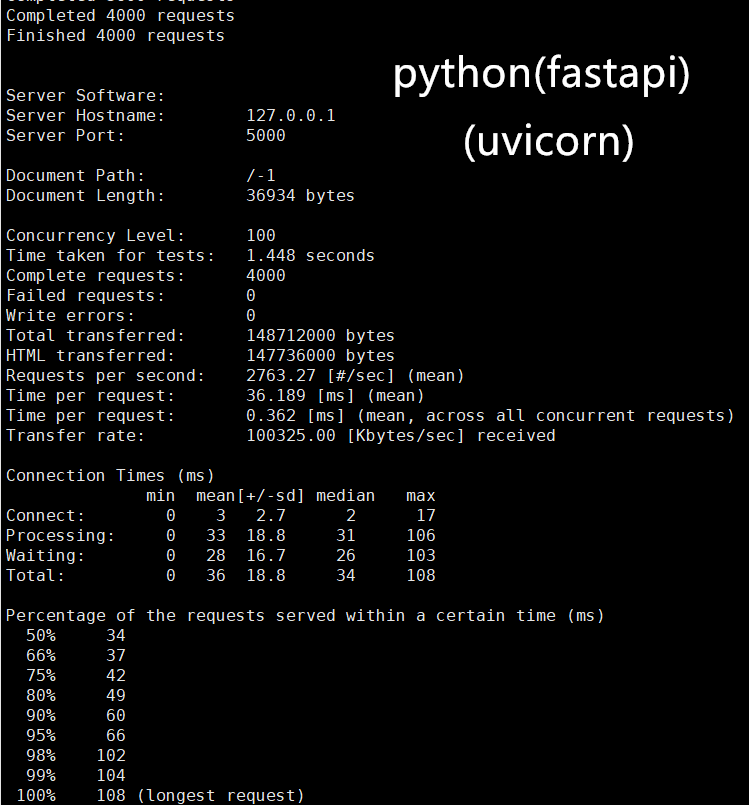 Completed 4000 requests
Finished 4000 requests
python(fastapi)
(uvicorn)
Server Software:
Server Hostname: 127.0.0.1
Server Port: 5000
Document Path: /-1
Document Length: 36934 bytes
Concurrency Level: 100
Time taken for tests: 1.448 seconds
Complete requests: 4000
Failed requests: 0
Write errors: 0
Total transferred: 148712000 bytes
HTML transferred: 147736000 bytes
Requests per second: 2763.27 [#/sec] (mean)
Time per request: 36.189 [ms] (mean)
Time per request: 0.362 [ms] (mean, across all concurrent requests)
Transfer rate: 100325.00 [Kbytes/sec] received
Connection Times (ms)
min mean[+/-sd] median max
Connect: 0 3 2.7 2 17
Processing: 0 33 18.8 31 106
Waiting: 0 28 16.7 26 103
Total: 0 36 18.8 34 108
Percentage of the requests served within a certain time (ms)
50% 34
66% 37
75% 42
80% 49
90% 60
95% 66
98% 102
99% 104
100% 108 (longest request)